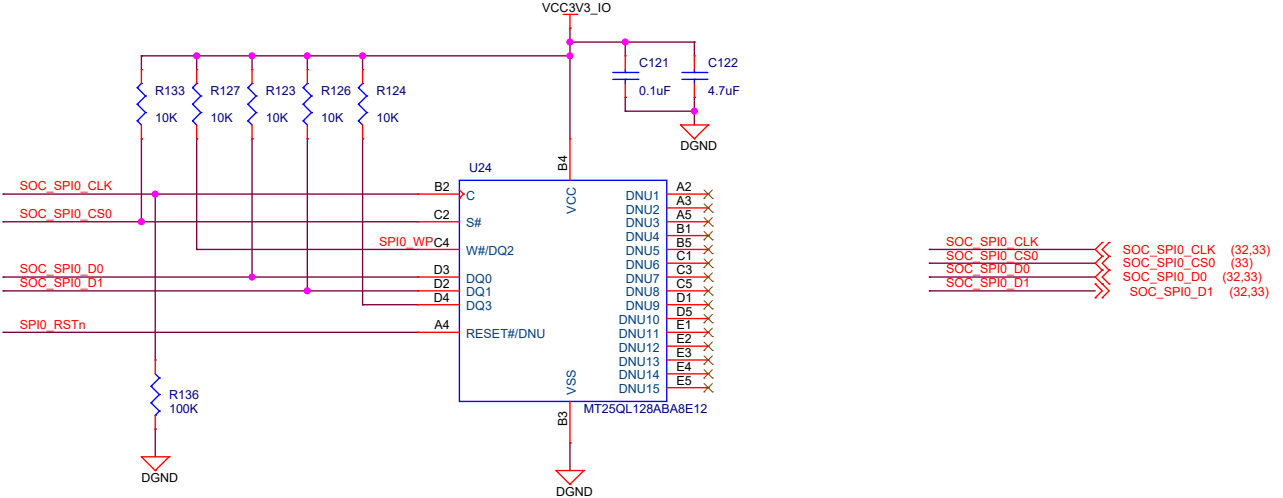 VCC3V3_IO
C121
0.1uF
C122
4.7uF
DGND
R133
10K
R127
10K
R123
10K
R126
10K
R124
10K
U24
B4
VCC
SOC_SPI0_CLK
B2
C
SOC_SPI0_CS0
C2
S#
SPI0_WP
C4
W#/DQ2
SOC_SPI0_D0
D3
DQ0
SOC_SPI0_D1
D2
DQ1
D4
DQ3
SPI0_RSTn
A4
RESET#/DNU
DNU1
A2
DNU2
A3
DNU3
A5
DNU4
B1
DNU5
B5
DNU6
C1
DNU7
C3
DNU8
C5
DNU9
D1
DNU10
D5
DNU11
E1
DNU12
E2
DNU13
E3
DNU14
E4
DNU15
E5
VSS
B3
MT25QL128ABA8E12
DGND
R136
100K
DGND
SOC_SPI0_CLK
SOC_SPI0_CLK (32,33)
SOC_SPI0_CS0
SOC_SPI0_CS0 (33)
SOC_SPI0_D0
SOC_SPI0_D0 (32,33)
SOC_SPI0_D1
SOC_SPI0_D1 (32,33)